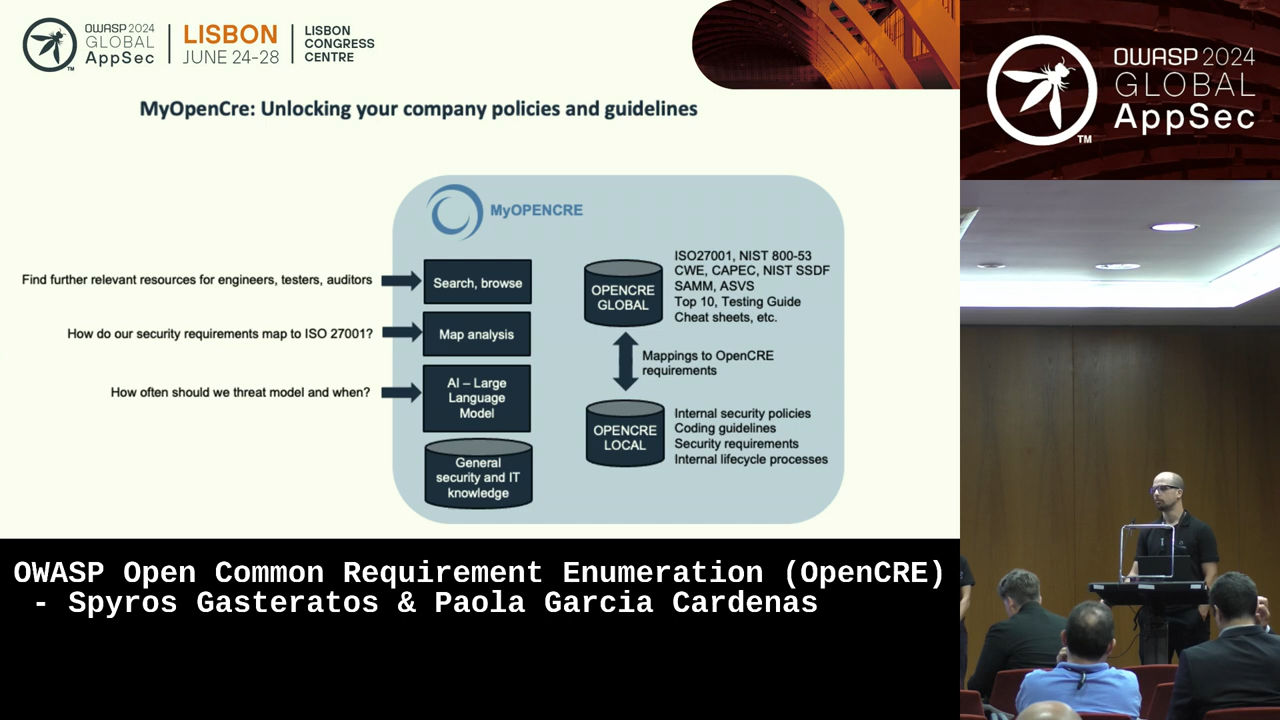 OWASP 2024
GLOBAL
AppSec
TM
LISBON
JUNE 24-28
LISBON
CONGRESS
CENTRE
MyOpenCre: Unlocking your company policies and guidelines
MyOPENCRE
Find further relevant resources for engineers, testers, auditors
Search, browse
How do our security requirements map to ISO 27001?
Map analysis
How often should we threat model and when?
AI – Large
Language
Model
General
security and IT
knowledge
OPENCRE
GLOBAL
ISO27001, NIST 800-53
CWE, CAPEC, NIST SSDF
SAMM, ASVS
Top 10, Testing Guide
Cheat sheets, etc.
Mappings to OpenCRE
requirements
OPENCRE
LOCAL
Internal security policies
Coding guidelines
Security requirements
Internal lifecycle processes
OWASP 2024
GLOBAL
AppSec
TM
OWASP Open Common Requirement Enumeration (OpenCRE)
- Spyros Gasteratos & Paola Garcia Cardenas